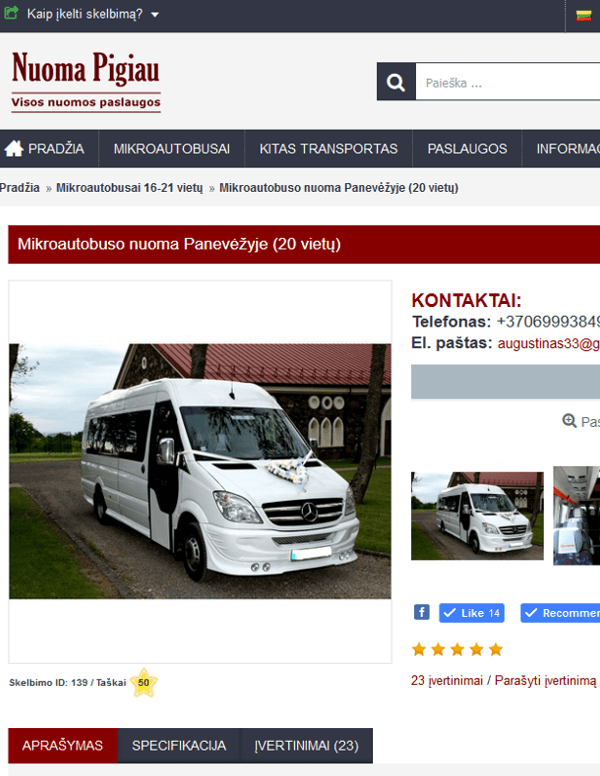 Kaip įkelti skelbimą?
Nuoma Pigiau
Visos nuomos paslaugos
Paieška ...
PRADŽIA MIKROAUTOBUSAI KITAS TRANSPORTAS PASLAUGOS INFORMAC
Pradžia » Mikroautobusai 16-21 vietų » Mikroautobuso nuoma Panevėžyje (20 vietų)
Mikroautobuso nuoma Panevėžyje (20 vietų)
KONTAKTAI:
Telefonas: +37069993849
El. paštas: augustinas33@g
Pas
Like 14 Recommen
23 įvertinimai / Parašyti įvertinimą
Skelbimo ID: 139 / Taškai 50
APRAŠYMAS SPECIFIKACIJA ĮVERTINIMAI (23)